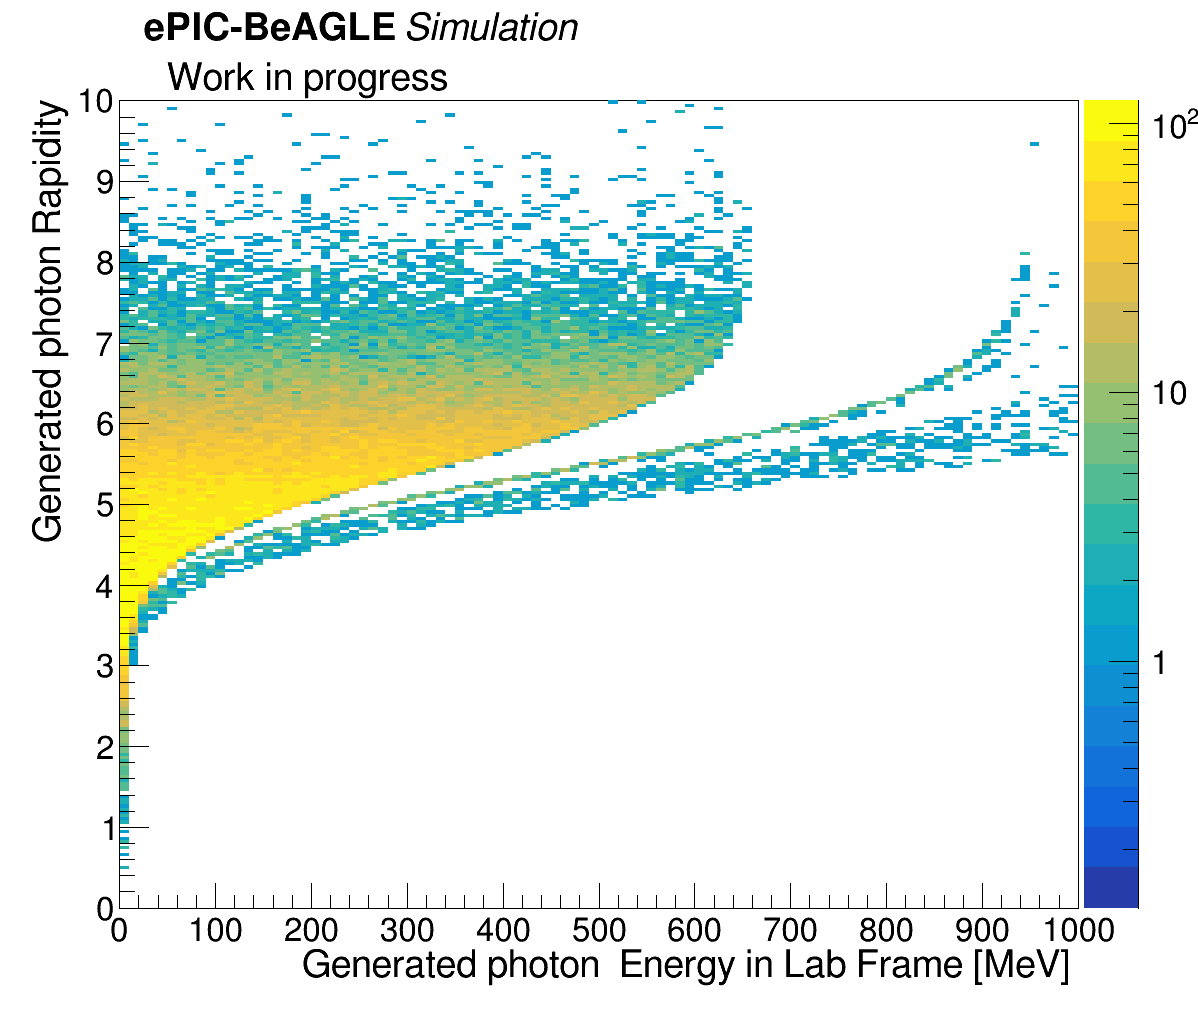 ePIC-BeAGLE Simulation
Work in progress
Generated photon Rapidity
10
9
8
7
6
5
4
3
2
1
0
0 100 200 300 400 500 600 700 800 900 1000
Generated photon  Energy in Lab Frame [MeV]
10²
10
1